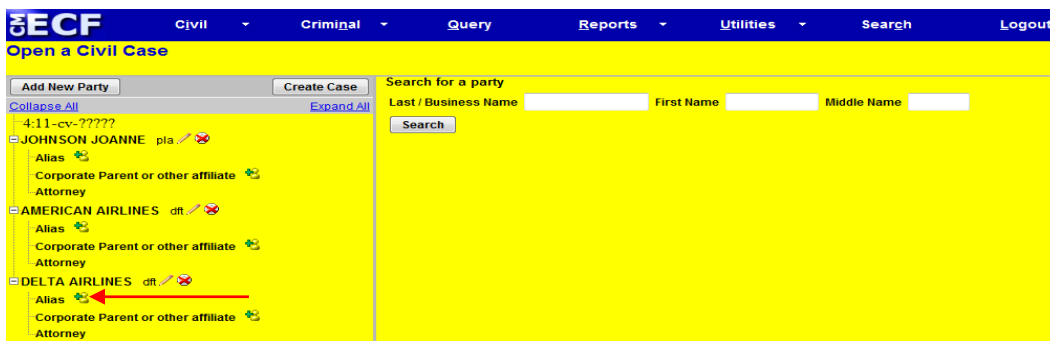 ECF Civil Criminal Query Reports Utilities Search Logout
Open a Civil Case
Add New Party Create Case
Collapse All Expand All
4:11-cv-?????
JOHNSON JOANNE pla
Alias
Corporate Parent or other affiliate
Attorney
AMERICAN AIRLINES dft
Alias
Corporate Parent or other affiliate
Attorney
DELTA AIRLINES dft
Alias
Corporate Parent or other affiliate
Attorney
Search for a party
Last / Business Name First Name Middle Name
Search